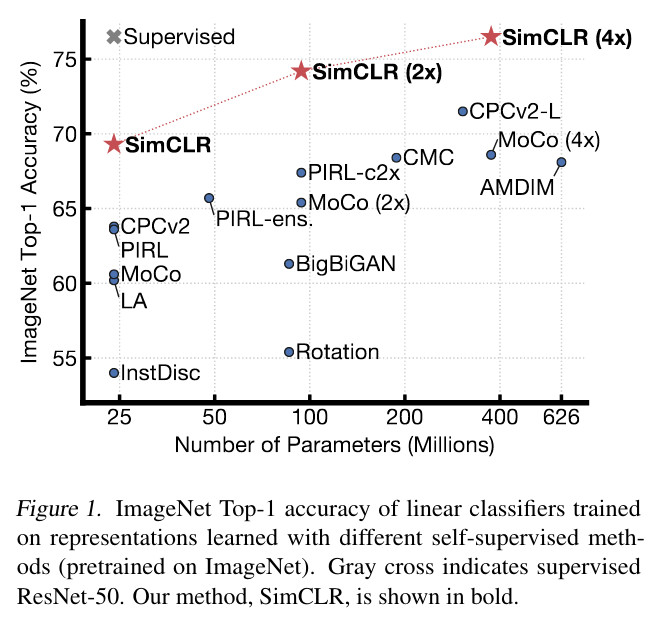 ImageNet Top-1 Accuracy (%)
75
70
65
60
55
Supervised
SimCLR (4x)
SimCLR (2x)
CPCv2-L
SimCLR
MoCo (4x)
CMC
PIRL-c2x
AMDIM
MoCo (2x)
PIRL-ens.
CPCv2
PIRL
BigBiGAN
MoCo
LA
Rotation
InstDisc
25 50 100 200 400 626
Number of Parameters (Millions)
Figure 1. ImageNet Top-1 accuracy of linear classifiers trained
on representations learned with different self-supervised meth-
ods (pretrained on ImageNet). Gray cross indicates supervised
ResNet-50. Our method, SimCLR, is shown in bold.